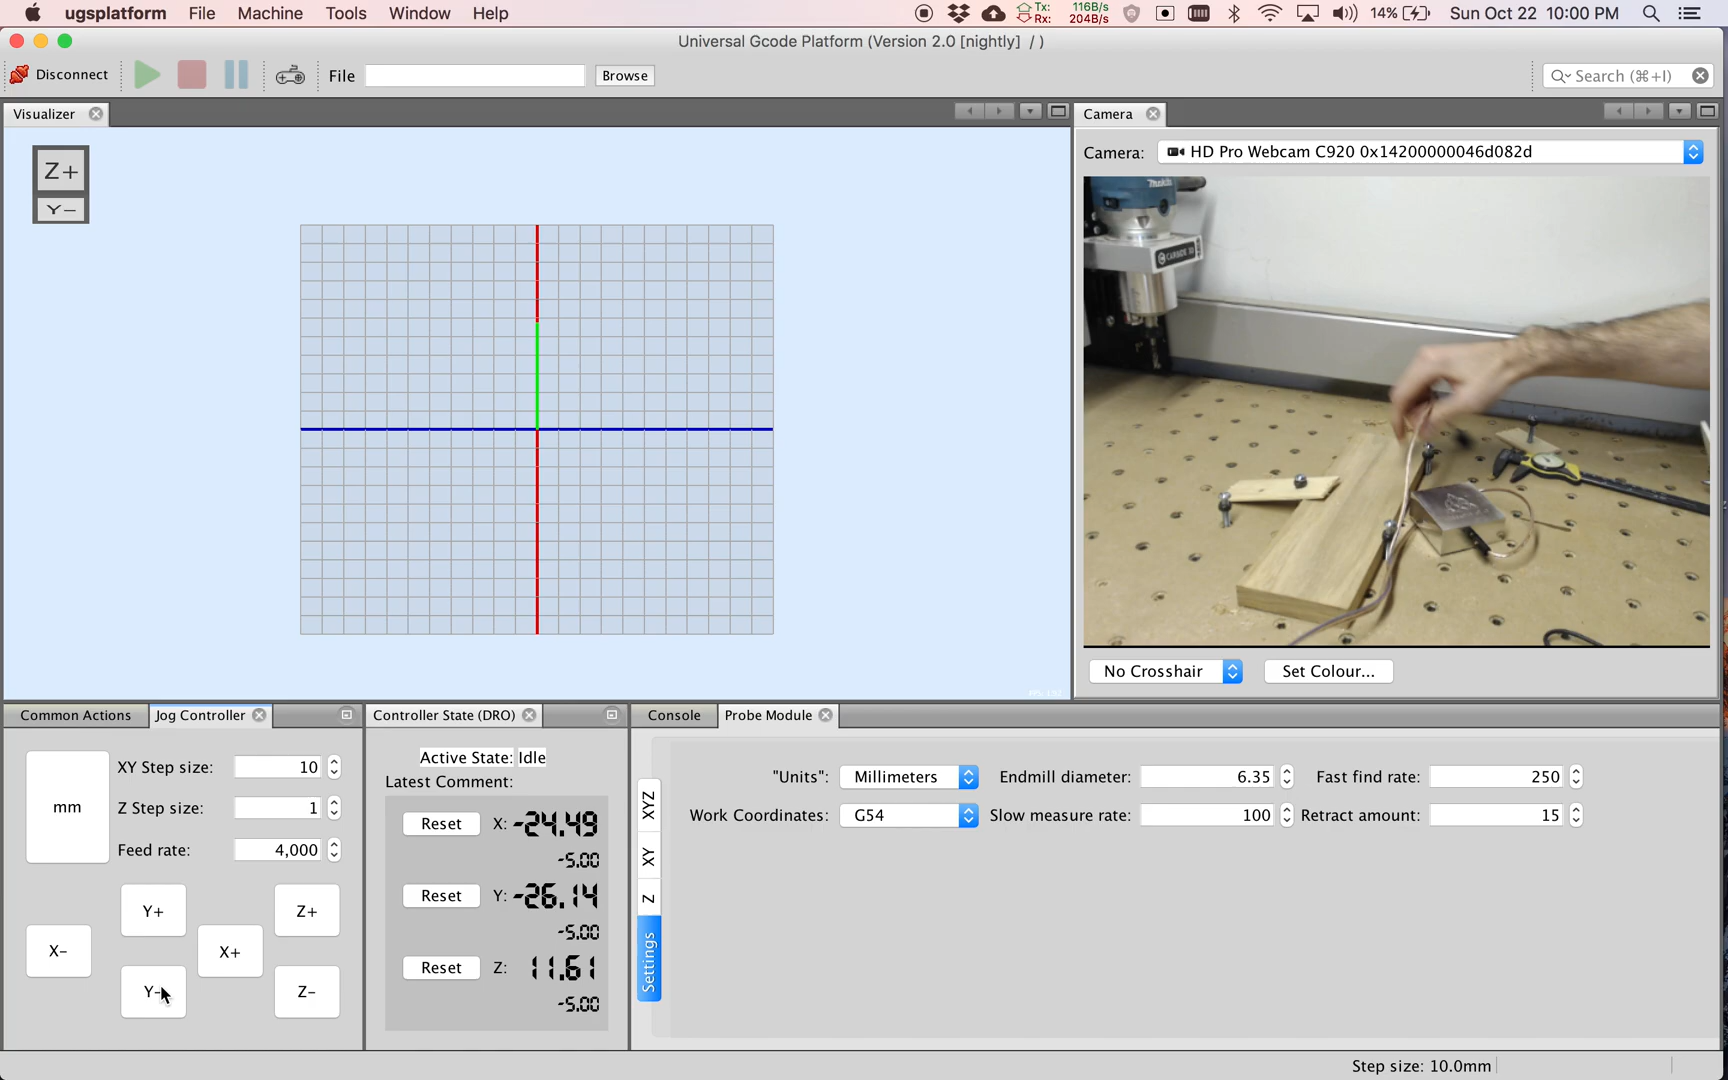 ugsplatform File Machine Tools Window Help
Tx: 116B/s
Rx: 204B/s
14% Sun Oct 22 10:00 PM
Universal Gcode Platform (Version 2.0 [nightly] / )
Disconnect File Browse Search (⌘+I)
Visualizer
Camera
Camera: HD Pro Webcam C920 0x14200000046d082d
Z+
Y-
makita
CARBIDE 3D
No Crosshair Set Colour...
Common Actions Jog Controller
mm
XY Step size: 10
Z Step size: 1
Feed rate: 4,000
Y+
Z+
X-
X+
Y-
Z-
Controller State (DRO)
Active State: Idle
Latest Comment:
Reset X: -24.49
-5.00
Reset Y: -26.14
-5.00
Reset Z: 11.61
-5.00
Console Probe Module
XYZ
XY
Z
Settings
"Units": Millimeters Endmill diameter: 6.35 Fast find rate: 250
Work Coordinates: G54 Slow measure rate: 100 Retract amount: 15
Step size: 10.0mm